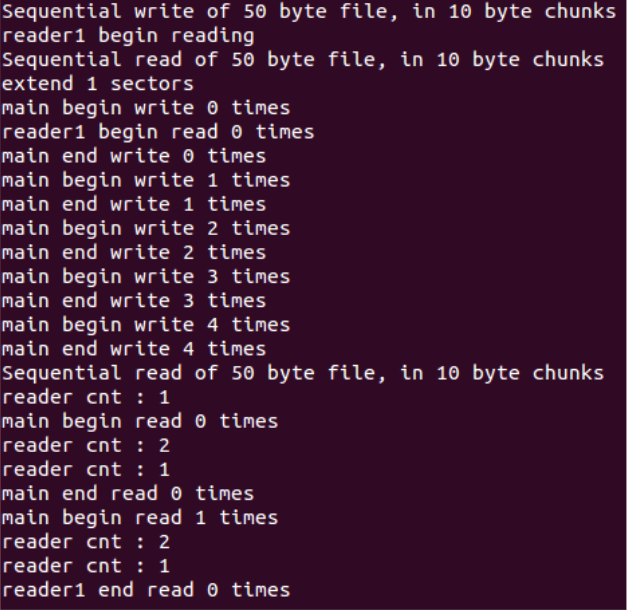 Sequential write of 50 byte file, in 10 byte chunks
reader1 begin reading
Sequential read of 50 byte file, in 10 byte chunks
extend 1 sectors
main begin write 0 times
reader1 begin read 0 times
main end write 0 times
main begin write 1 times
main end write 1 times
main begin write 2 times
main end write 2 times
main begin write 3 times
main end write 3 times
main begin write 4 times
main end write 4 times
Sequential read of 50 byte file, in 10 byte chunks
reader cnt : 1
main begin read 0 times
reader cnt : 2
reader cnt : 1
main end read 0 times
main begin read 1 times
reader cnt : 2
reader cnt : 1
reader1 end read 0 times